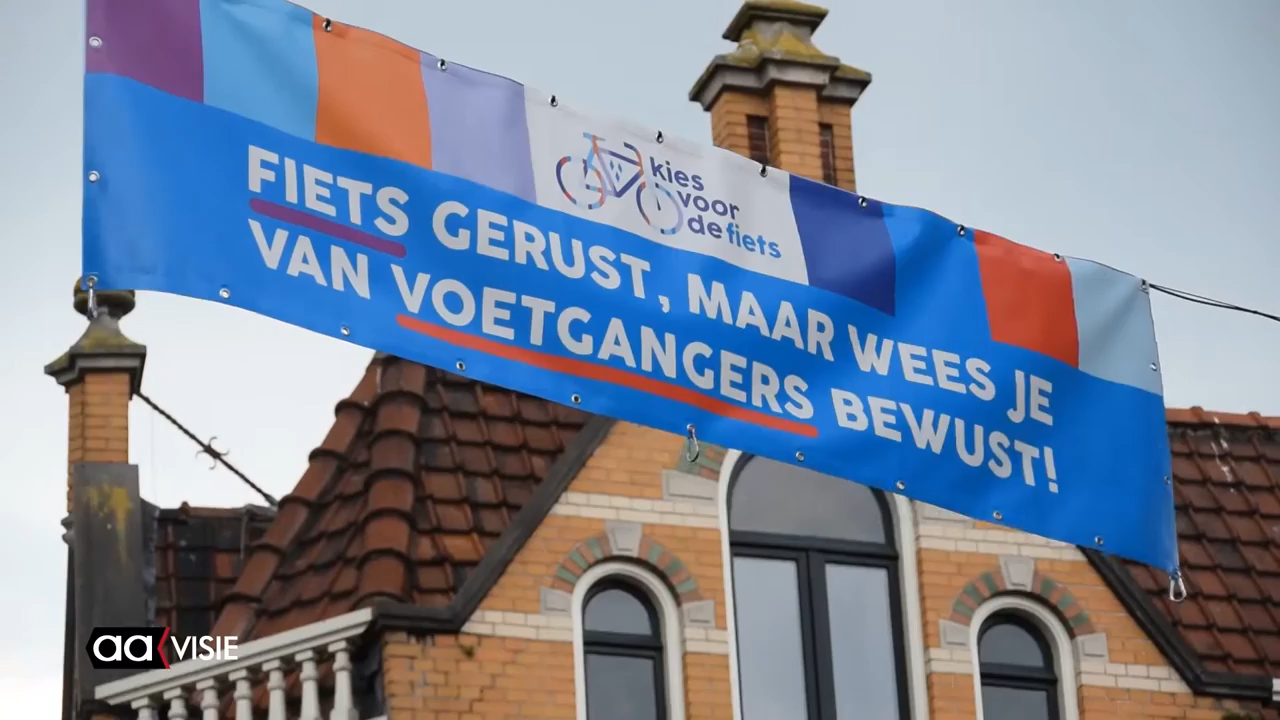 kies
voor
de fiets
FIETS GERUST, MAAR WEES JE
VAN VOETGANGERS BEWUST!
aa VISIE